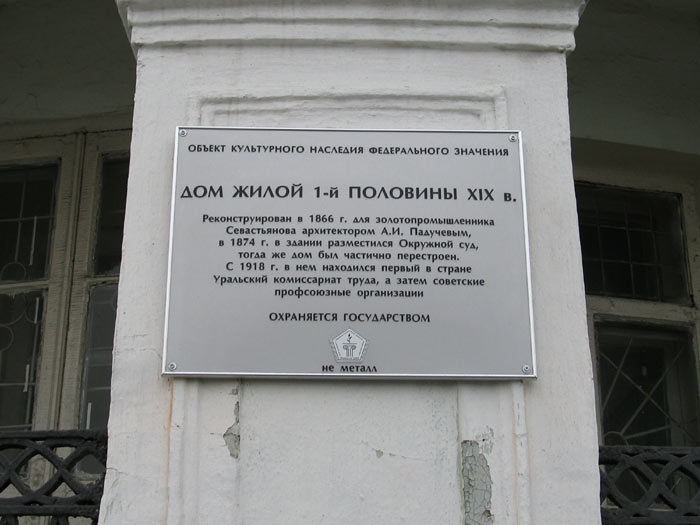 ОБЪЕКТ КУЛЬТУРНОГО НАСЛЕДИЯ ФЕДЕРАЛЬНОГО ЗНАЧЕНИЯ
ДОМ ЖИЛОЙ 1-й ПОЛОВИНЫ XIX в.
Реконструирован в 1866 г. для золотопромышленника
Севастьянова архитектором А.И. Падучевым,
в 1874 г. в здании разместился Окружной суд,
тогда же дом был частично перестроен.
С 1918 г. в нем находился первый в стране
Уральский комиссариат труда, а затем советские
профсоюзные организации
ОХРАНЯЕТСЯ ГОСУДАРСТВОМ
не металл